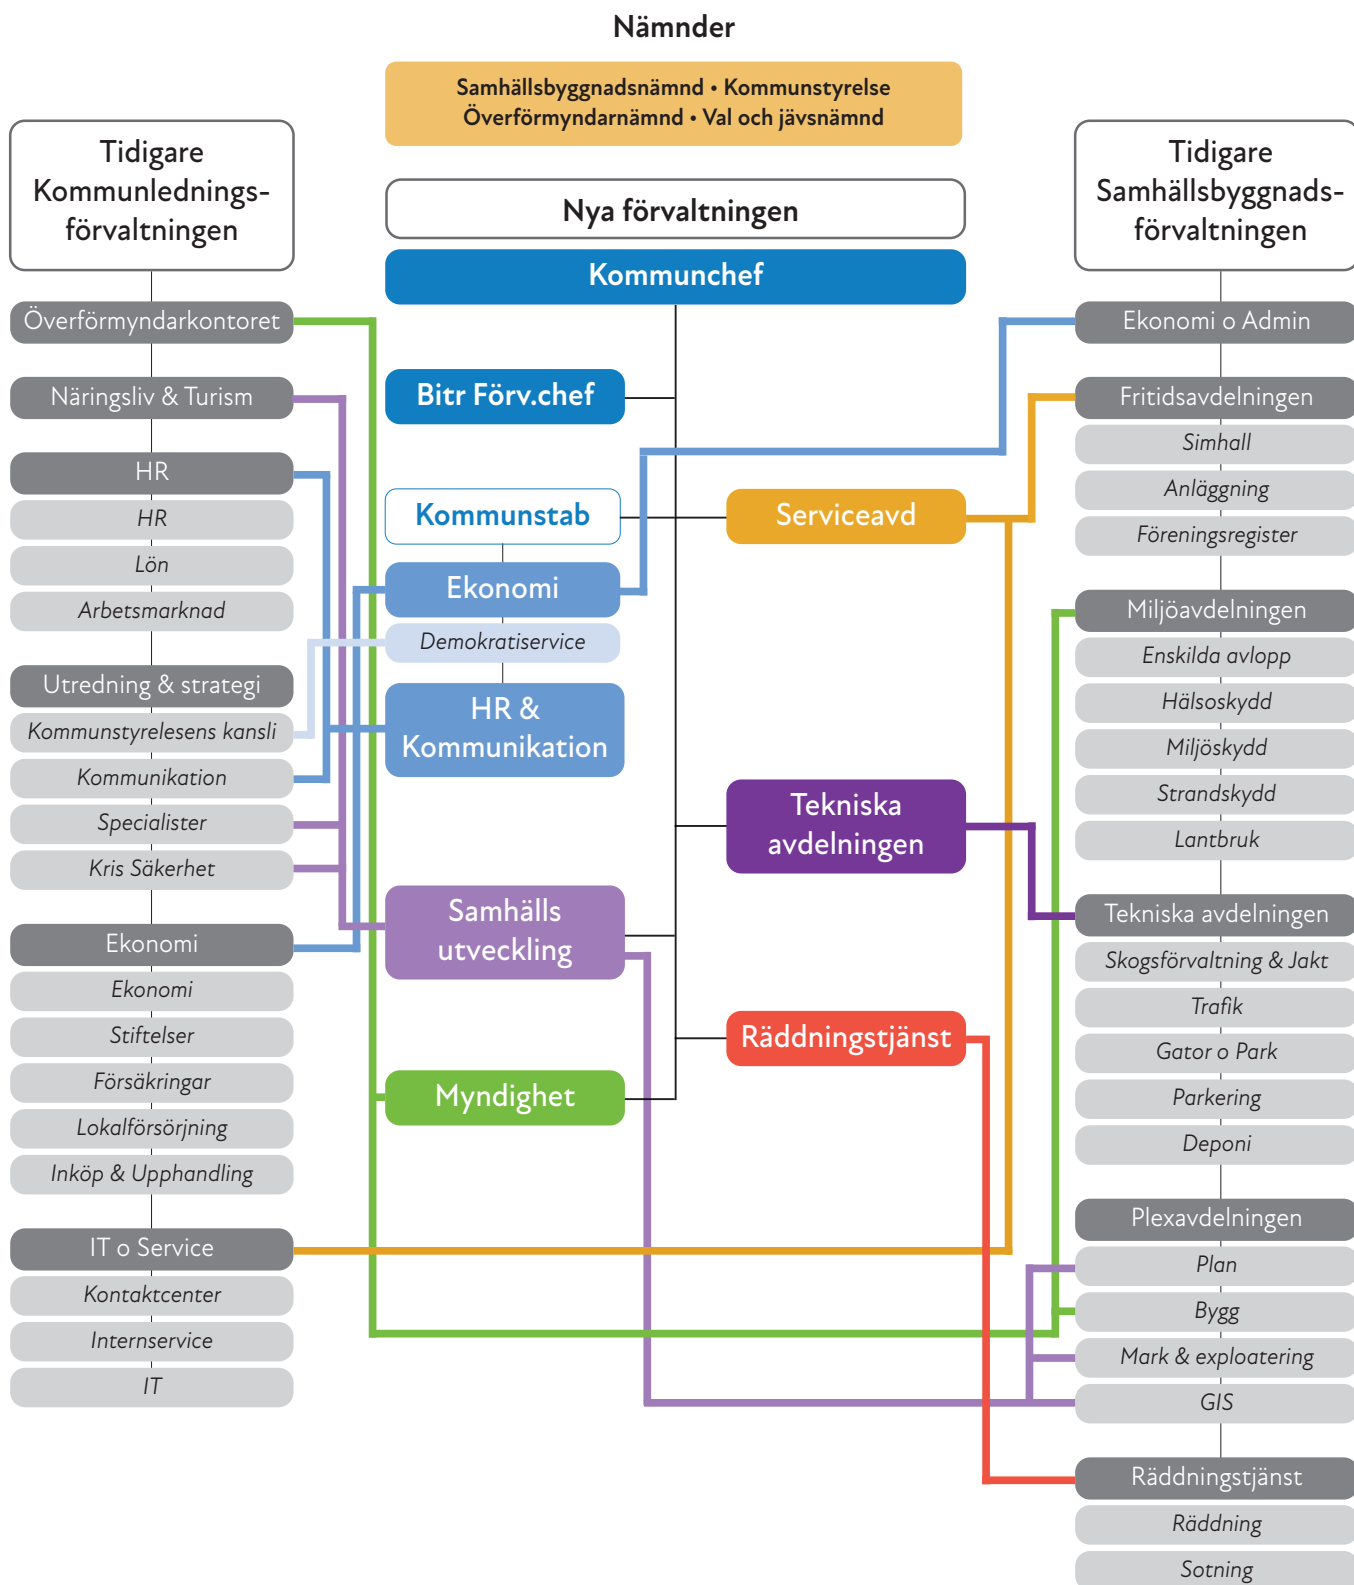 Nämnder
Samhällsbyggnadsnämnd • Kommunstyrelse
Överförmyndarnämnd • Val och jävsnämnd
Tidigare
Kommunlednings-
förvaltningen
Överförmyndarkontoret
Näringsliv & Turism
HR
HR
Lön
Arbetsmarknad
Utredning & strategi
Kommunstyrelesens kansli
Kommunikation
Specialister
Kris Säkerhet
Ekonomi
Ekonomi
Stiftelser
Försäkringar
Lokalförsörjning
Inköp & Upphandling
IT o Service
Kontaktcenter
Internservice
IT
Nya förvaltningen
Kommunchef
Bitr Förv.chef
Kommunstab
Ekonomi
Demokratiservice
HR &
Kommunikation
Samhälls
utveckling
Myndighet
Serviceavd
Tekniska
avdelningen
Räddningstjänst
Tidigare
Samhällsbyggnads-
förvaltningen
Ekonomi o Admin
Fritidsavdelningen
Simhall
Anläggning
Föreningsregister
Miljöavdelningen
Enskilda avlopp
Hälsoskydd
Miljöskydd
Strandskydd
Lantbruk
Tekniska avdelningen
Skogsförvaltning & Jakt
Trafik
Gator o Park
Parkering
Deponi
Plexavdelningen
Plan
Bygg
Mark & exploatering
GIS
Räddningstjänst
Räddning
Sotning